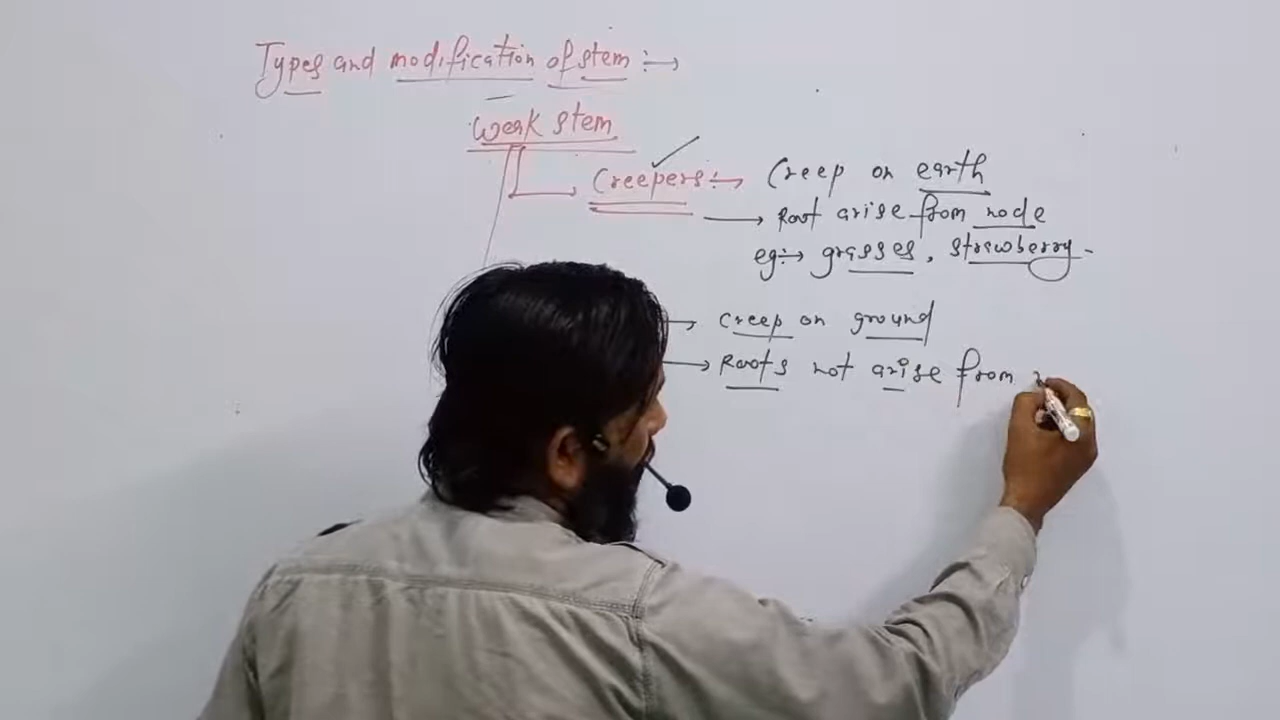 Types and modification of stem :→
weak stem
Creepers :→ Creep on earth
→ Root arise from node
eg :→ grasses, strawberry -
→ creep on ground
→ Roots not arise from